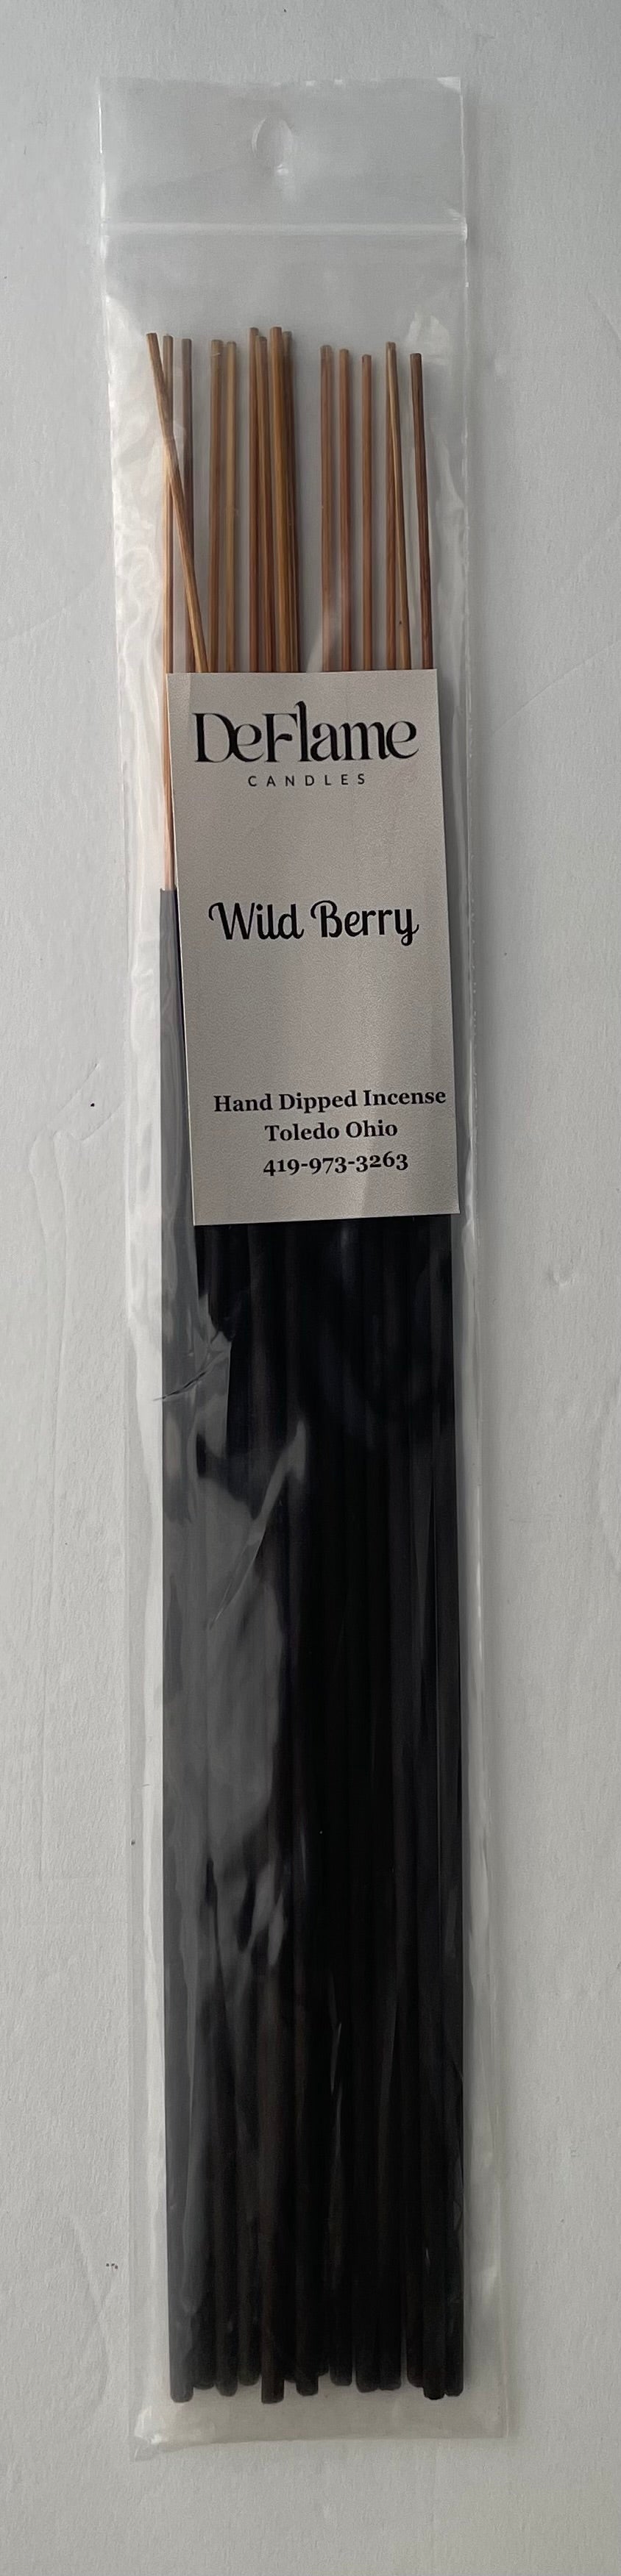 DeFlame
CANDLES
Wild Berry
Hand Dipped Incense
Toledo Ohio
419-973-3263